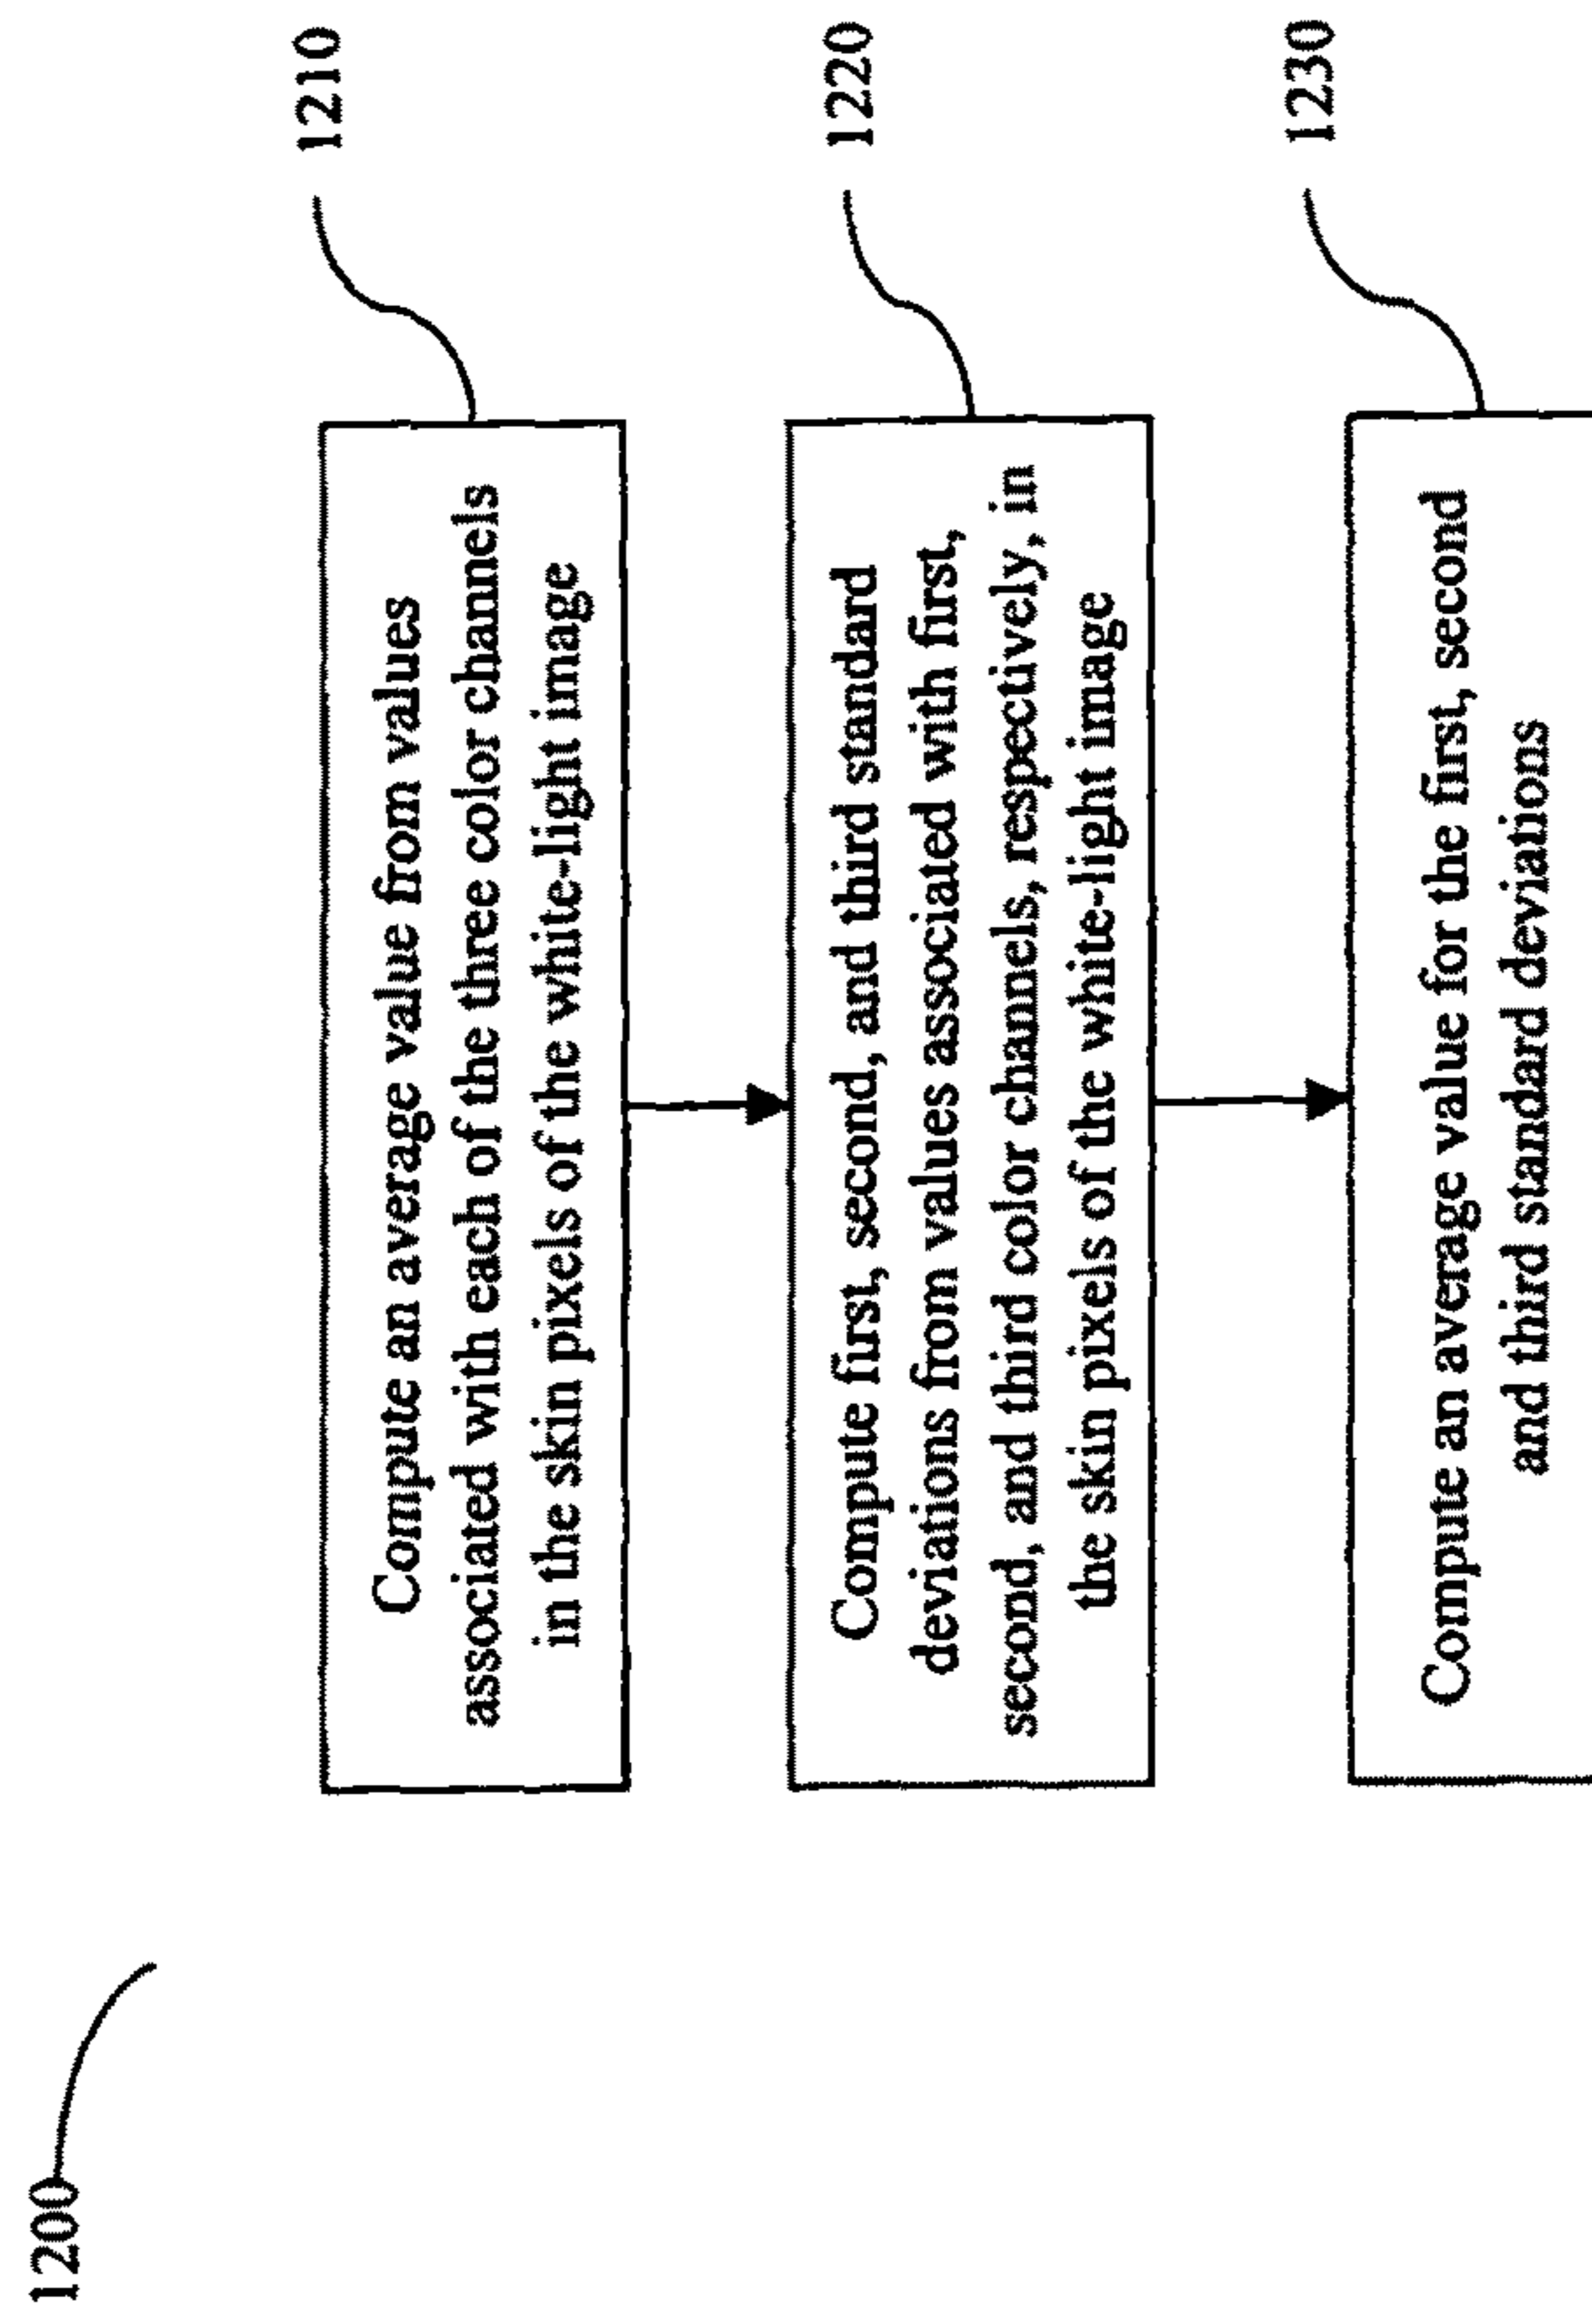 1200
1210
Compute an average value from values
associated with each of the three color channels
in the skin pixels of the white-light image
1220
Compute first, second, and third standard
deviations from values associated with first,
second, and third color channels, respectively, in
the skin pixels of the white-light image
1230
Compute an average value for the first, second
and third standard deviations